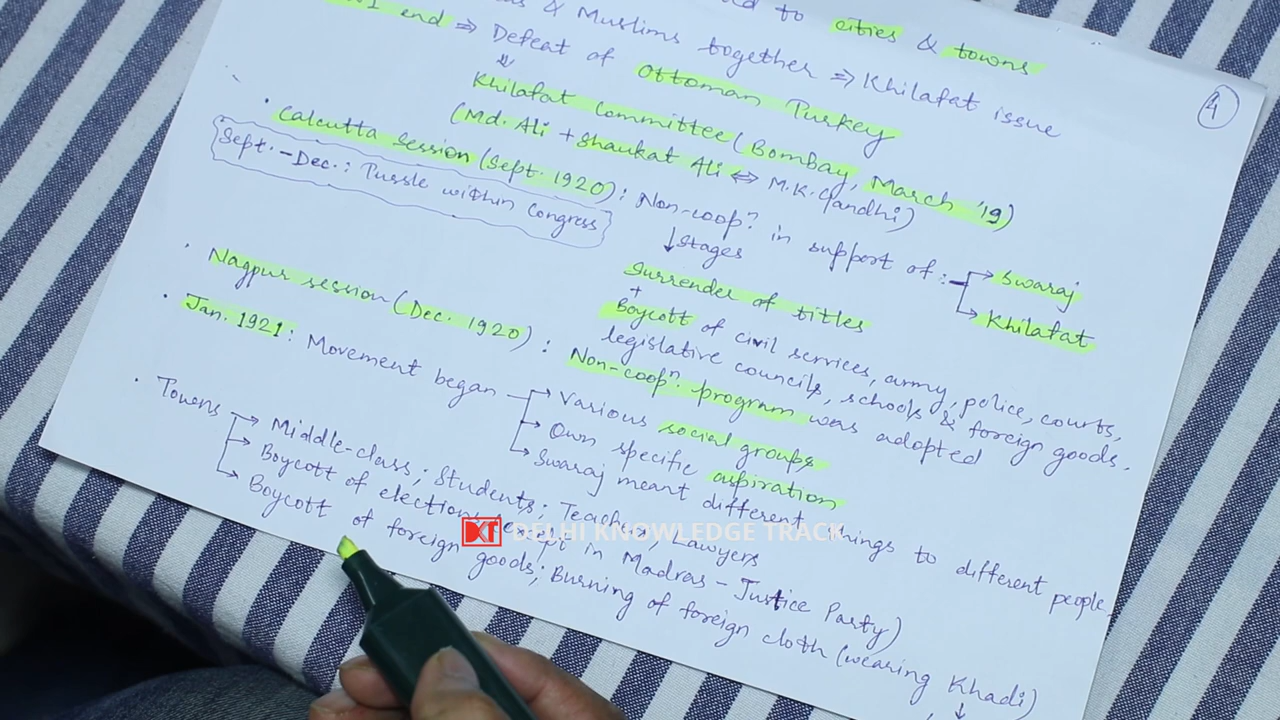 to cities & towns
& Muslims together ⇒ Khilafat issue
end ⇒ Defeat of Ottoman Turkey
④
⇓
Khilafat Committee (Bombay, March '19)
(Md. Ali + Shaukat Ali ⇔ M.K. Gandhi)
• Calcutta session (Sept. 1920) : Non-coopn. in support of :- → Swaraj
→ Khilafat
Sept.-Dec. : Pussle within Congress
↓ stages
Surrender of titles
+
Boycott of civil services, army, police, courts,
legislative councils, schools & foreign goods.
• Nagpur session (Dec. 1920) : Non-coopn. program was adopted
• Jan. 1921 : Movement began → Various social groups
→ Own specific aspiration
→ Swaraj meant different things to different people.
• Towns → Middle-class ; Students ; Teachers, Lawyers
→ Boycott of elections (except in Madras - Justice Party)
→ Boycott of foreign goods ; Burning of foreign cloth (wearing Khadi)
↓
DKT DELHI KNOWLEDGE TRACK